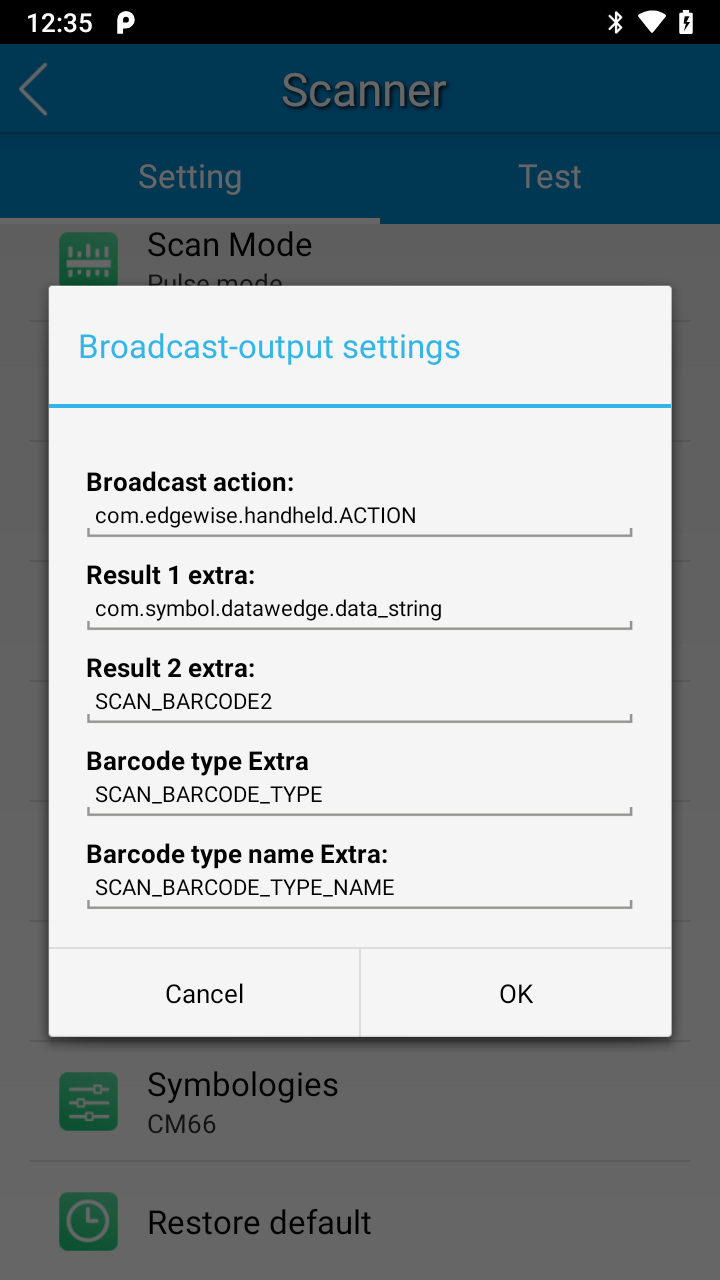 12:35
Scanner
Setting
Test
Scan Mode
Pulse mode
Broadcast-output settings
Broadcast action:
com.edgewise.handheld.ACTION
Result 1 extra:
com.symbol.datawedge.data_string
Result 2 extra:
SCAN_BARCODE2
Barcode type Extra
SCAN_BARCODE_TYPE
Barcode type name Extra:
SCAN_BARCODE_TYPE_NAME
Cancel
OK
Symbologies
CM66
Restore default